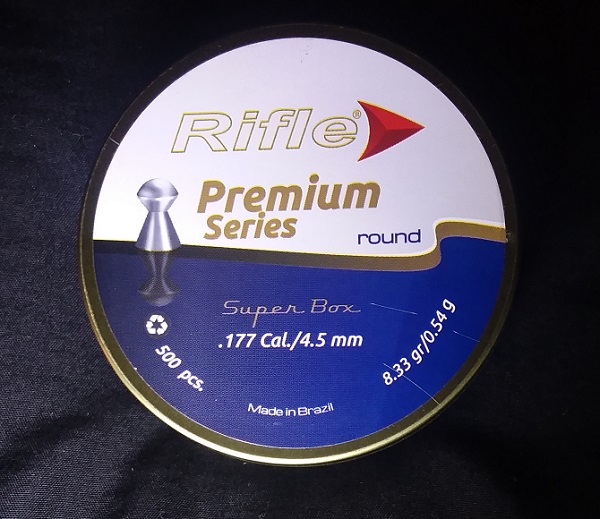 Rifle®
Premium
Series
round
Super Box
.177 Cal./4.5 mm
500 pcs.
8.33 gr/0.54 g
Made in Brazil